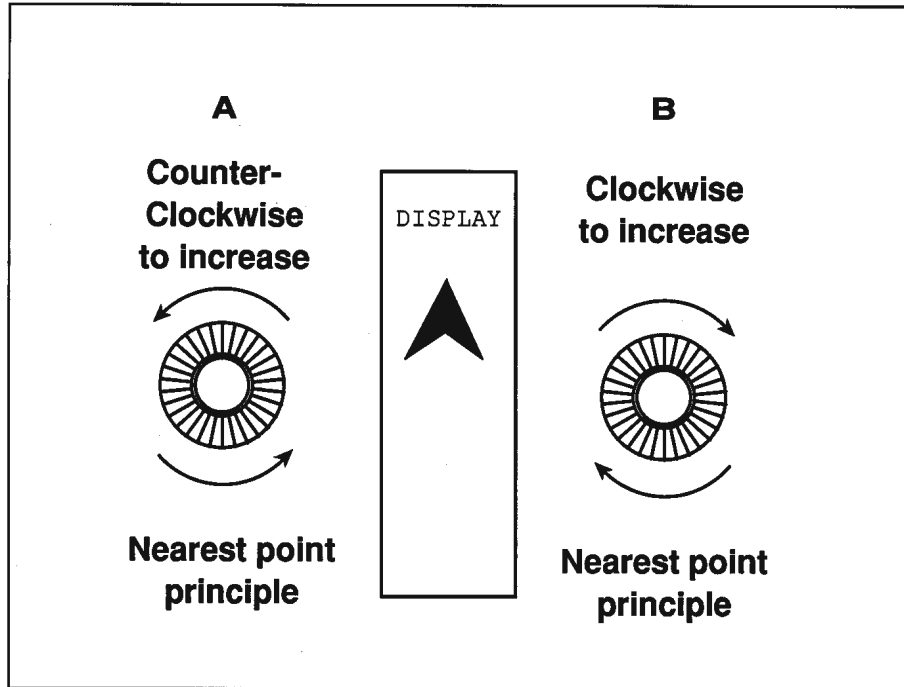 A
Counter-
Clockwise
to increase
Nearest point
principle
DISPLAY
B
Clockwise
to increase
Nearest point
principle